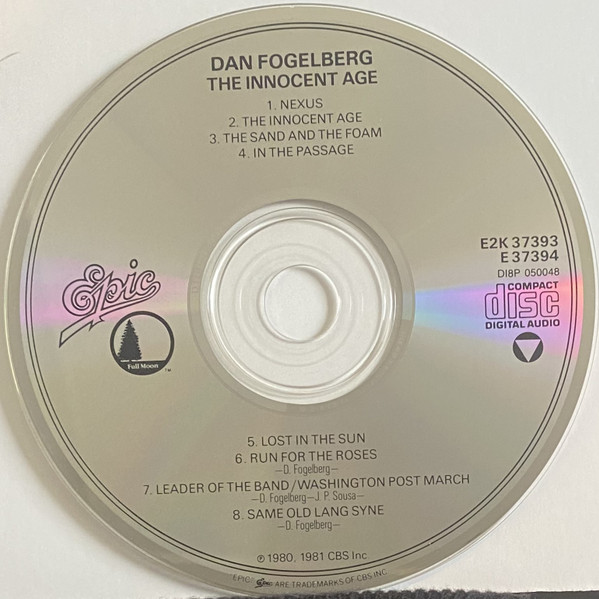 DAN FOGELBERG
THE INNOCENT AGE
1. NEXUS
2. THE INNOCENT AGE
3. THE SAND AND THE FOAM
4. IN THE PASSAGE
E2K 37393
E 37394
DI8P 050048
COMPACT
disc
DIGITAL AUDIO
Epic
Full Moon
TM
5. LOST IN THE SUN
6. RUN FOR THE ROSES
—D. Fogelberg—
7. LEADER OF THE BAND/WASHINGTON POST MARCH
—D. Fogelberg—J. P. Sousa—
8. SAME OLD LANG SYNE
—D. Fogelberg—
℗ 1980, 1981 CBS Inc.
"EPIC," Epic ARE TRADEMARKS OF CBS INC.